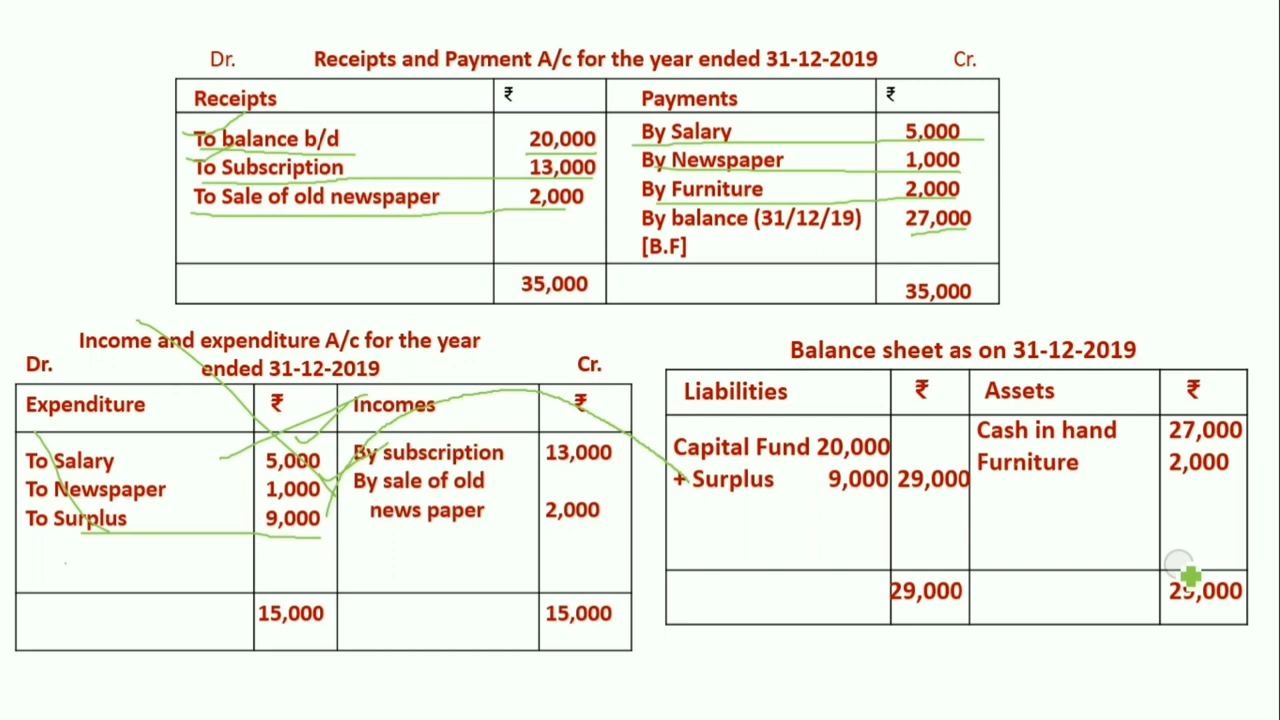 Dr. Receipts and Payment A/c for the year ended 31-12-2019 Cr.
Receipts ₹ Payments ₹
To balance b/d 20,000 By Salary 5,000
To Subscription 13,000 By Newspaper 1,000
To Sale of old newspaper 2,000 By Furniture 2,000
By balance (31/12/19) 27,000
[B.F]
35,000 35,000
Income and expenditure A/c for the year
Dr. ended 31-12-2019 Cr.
Expenditure ₹ Incomes ₹
To Salary 5,000 By subscription 13,000
To Newspaper 1,000 By sale of old
To Surplus 9,000 news paper 2,000
15,000 15,000
Balance sheet as on 31-12-2019
Liabilities ₹ Assets ₹
Capital Fund 20,000 Cash in hand 27,000
+ Surplus 9,000 29,000 Furniture 2,000
29,000 29,000